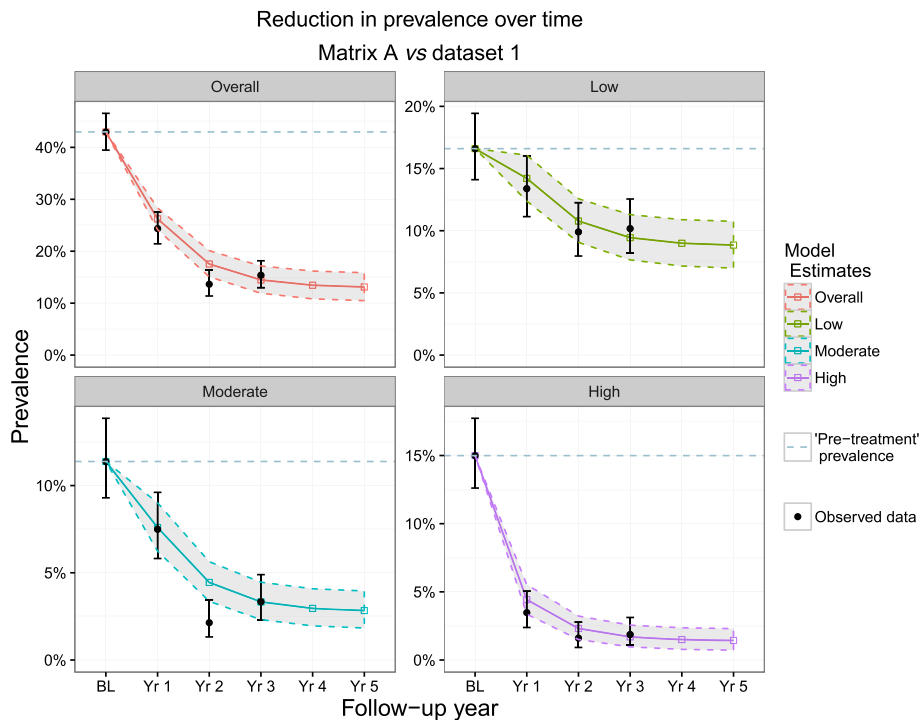 Reduction in prevalence over time
Matrix A vs dataset 1
Overall
Low
40%
30%
20%
10%
0%
20%
15%
10%
5%
0%
Moderate
High
10%
5%
0%
15%
10%
5%
0%
BL Yr 1 Yr 2 Yr 3 Yr 4 Yr 5
BL Yr 1 Yr 2 Yr 3 Yr 4 Yr 5
Prevalence
Follow−up year
Model
Estimates
Overall
Low
Moderate
High
'Pre−treatment'
prevalence
Observed data